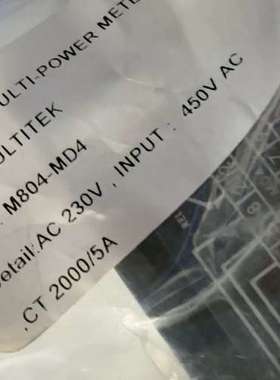 ULTI-POWER METE
ULTITEK
: M804-MD4
etail:AC 230V , INPUT : 450V AC
,CT 2000/5A